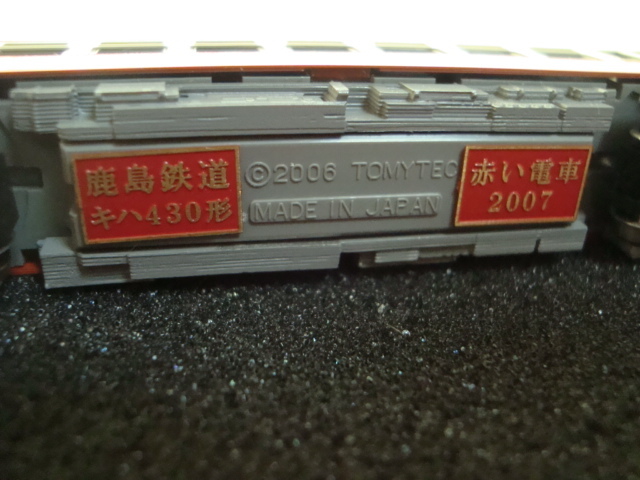 鹿島鉄道
キハ430形
©2006 TOMYTEC
MADE IN JAPAN
赤い電車
2007